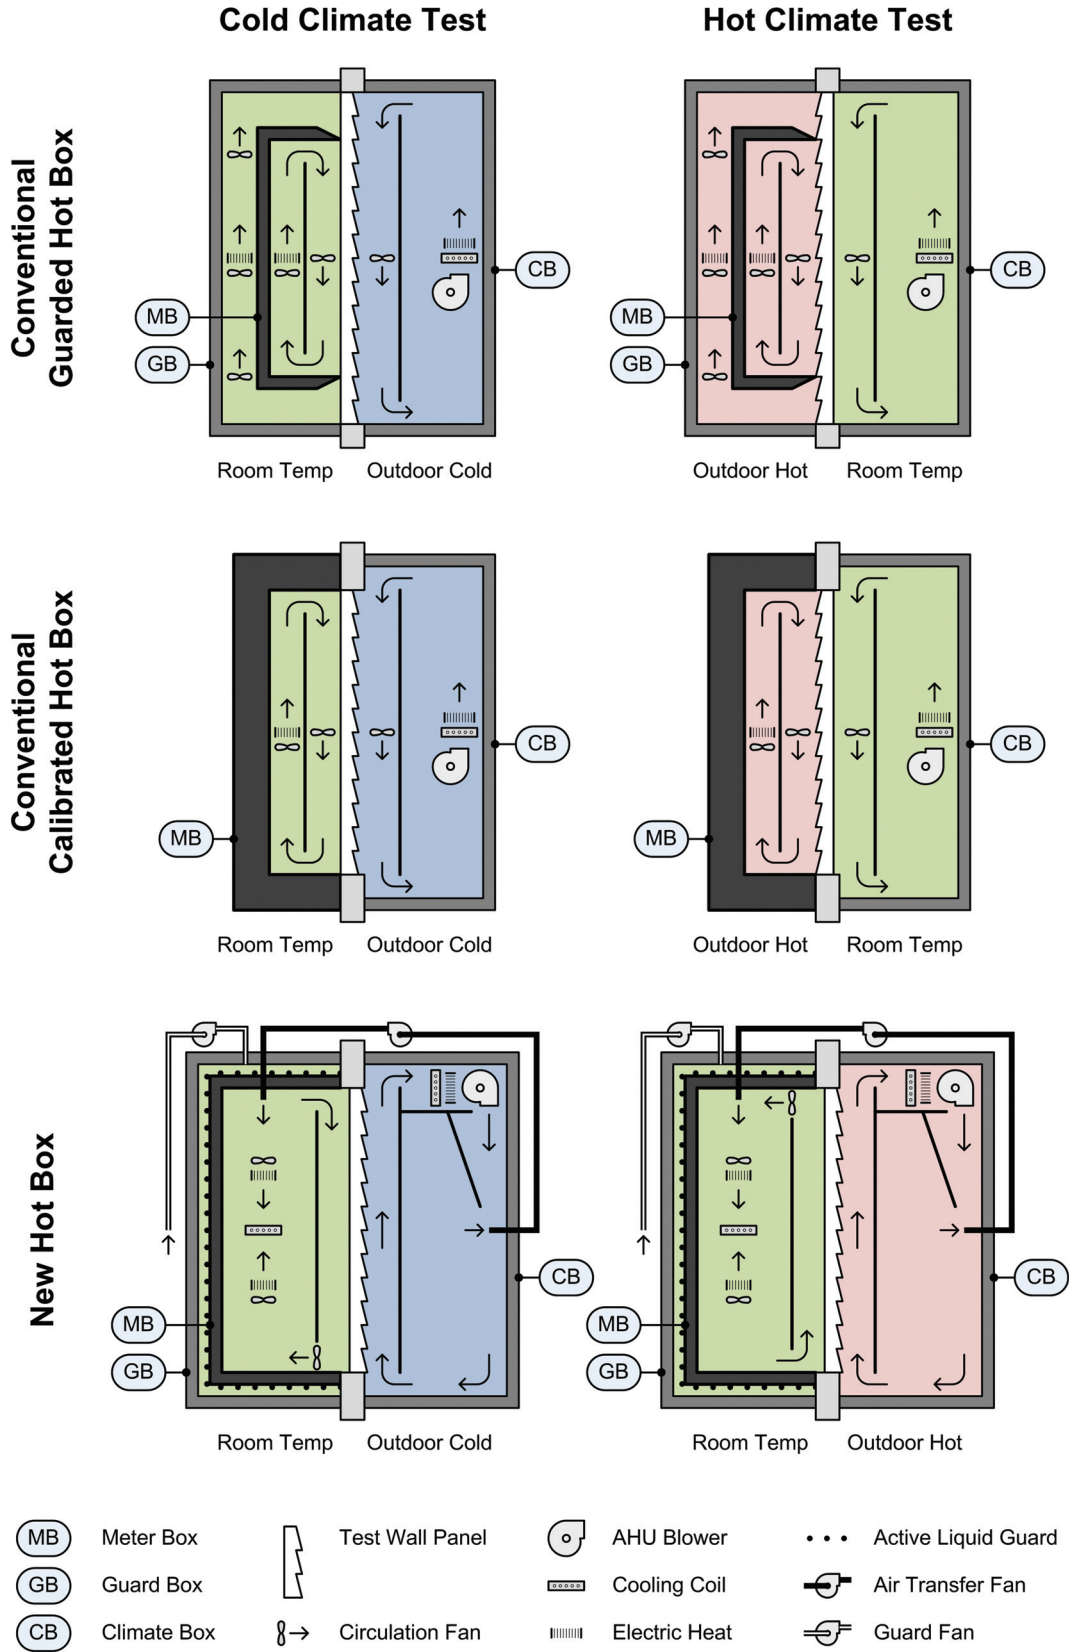 Cold Climate Test
Hot Climate Test
Conventional
Guarded Hot Box
MB
GB
CB
MB
GB
CB
Room Temp
Outdoor Cold
Outdoor Hot
Room Temp
Conventional
Calibrated Hot Box
MB
CB
MB
CB
Room Temp
Outdoor Cold
Outdoor Hot
Room Temp
New Hot Box
MB
GB
CB
MB
GB
CB
Room Temp
Outdoor Cold
Room Temp
Outdoor Hot
MB Meter Box
GB Guard Box
CB Climate Box
Test Wall Panel
Circulation Fan
AHU Blower
Cooling Coil
Electric Heat
Active Liquid Guard
Air Transfer Fan
Guard Fan